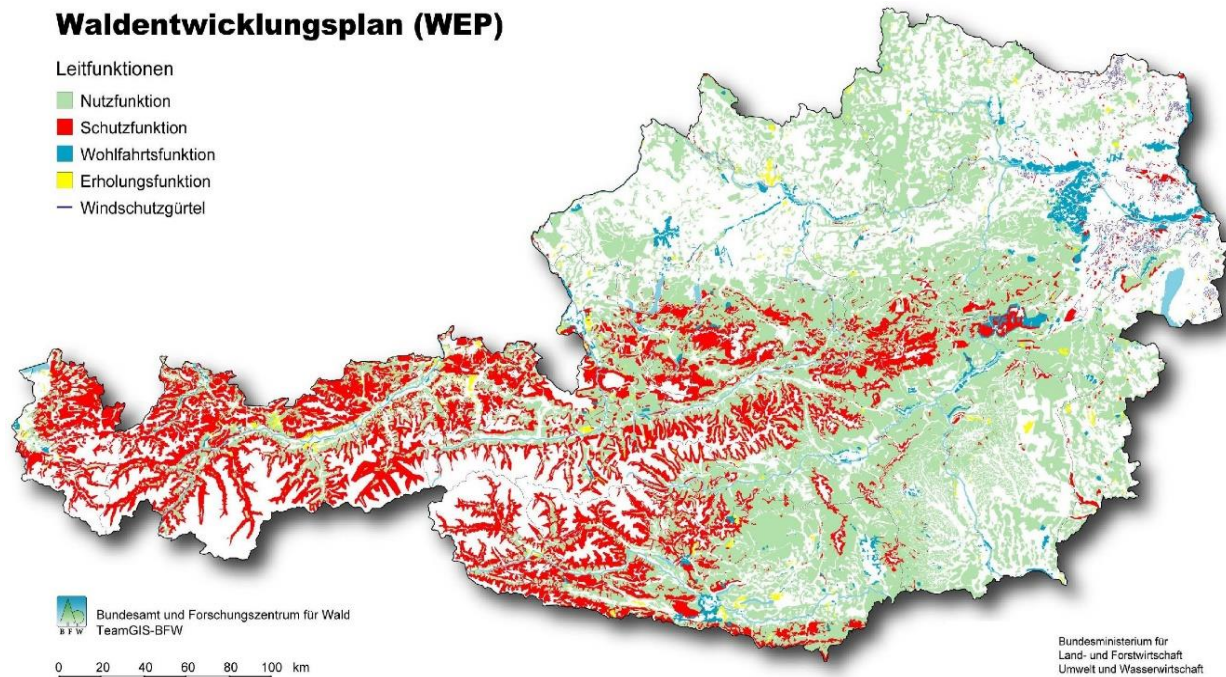 Waldentwicklungsplan (WEP)
Leitfunktionen
Nutzfunktion
Schutzfunktion
Wohlfahrtsfunktion
Erholungsfunktion
Windschutzgürtel
BFW
Bundesamt und Forschungszentrum für Wald
TeamGIS-BFW
0 20 40 60 80 100 km
Bundesministerium für
Land- und Forstwirtschaft
Umwelt und Wasserwirtschaft